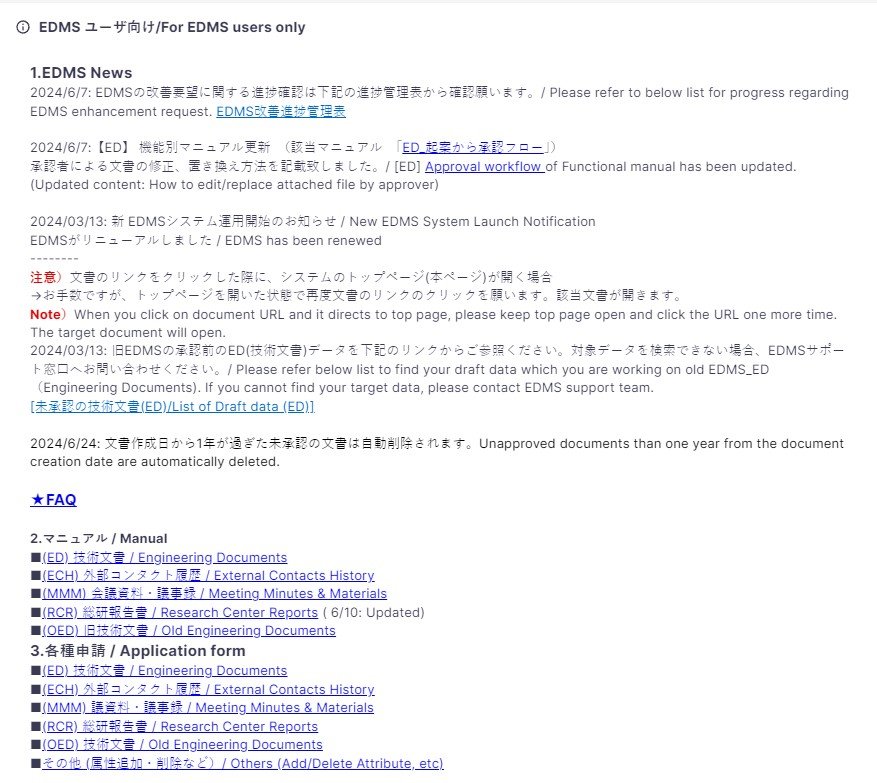 EDMS ユーザ向け/For EDMS users only
1.EDMS News
2024/6/7: EDMSの改善要望に関する進捗確認は下記の進捗管理表から確認願います。/ Please refer to below list for progress regarding
EDMS enhancement request. EDMS改善進捗管理表
2024/6/7:【ED】 機能別マニュアル更新 （該当マニュアル 「ED_起案から承認フロー」）
承認者による文書の修正、置き換え方法を記載致しました。/ [ED] Approval workflow of Functional manual has been updated.
(Updated content: How to edit/replace attached file by approver)
2024/03/13: 新 EDMSシステム運用開始のお知らせ / New EDMS System Launch Notification
EDMSがリニューアルしました / EDMS has been renewed
--------
注意）文書のリンクをクリックした際に、システムのトップページ(本ページ)が開く場合
→お手数ですが、トップページを開いた状態で再度文書のリンクのクリックを願います。該当文書が開きます。
Note）When you click on document URL and it directs to top page, please keep top page open and click the URL one more time.
The target document will open.
2024/03/13: 旧EDMSの承認前のED(技術文書)データを下記のリンクからご参照ください。対象データを検索できない場合、EDMSサポー
ト窓口へお問い合わせください。/ Please refer below list to find your draft data which you are working on old EDMS_ED
（Engineering Documents). If you cannot find your target data, please contact EDMS support team.
[未承認の技術文書(ED)/List of Draft data (ED)]
2024/6/24: 文書作成日から1年が過ぎた未承認の文書は自動削除されます。Unapproved documents than one year from the document
creation date are automatically deleted.
★FAQ
2.マニュアル / Manual
■(ED) 技術文書 / Engineering Documents
■(ECH) 外部コンタクト履歴 / External Contacts History
■(MMM) 会議資料・議事録 / Meeting Minutes & Materials
■(RCR) 総研報告書 / Research Center Reports ( 6/10: Updated)
■(OED) 旧技術文書 / Old Engineering Documents
3.各種申請 / Application form
■(ED) 技術文書 / Engineering Documents
■(ECH) 外部コンタクト履歴 / External Contacts History
■(MMM) 議資料・議事録 / Meeting Minutes & Materials
■(RCR) 総研報告書 / Research Center Reports
■(OED) 技術文書 / Old Engineering Documents
■その他 (属性追加・削除など）/ Others (Add/Delete Attribute, etc)